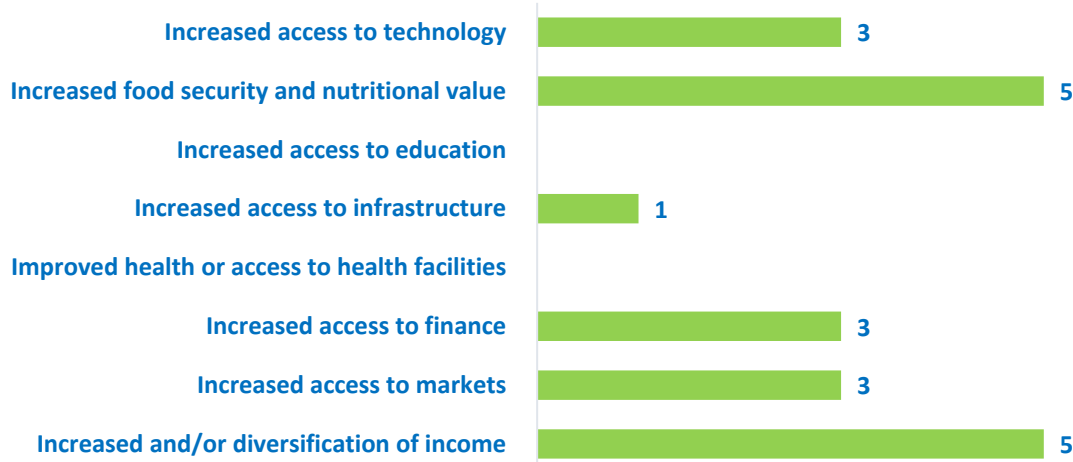 Increased access to technology 3
Increased food security and nutritional value 5
Increased access to education
Increased access to infrastructure 1
Improved health or access to health facilities
Increased access to finance 3
Increased access to markets 3
Increased and/or diversification of income 5